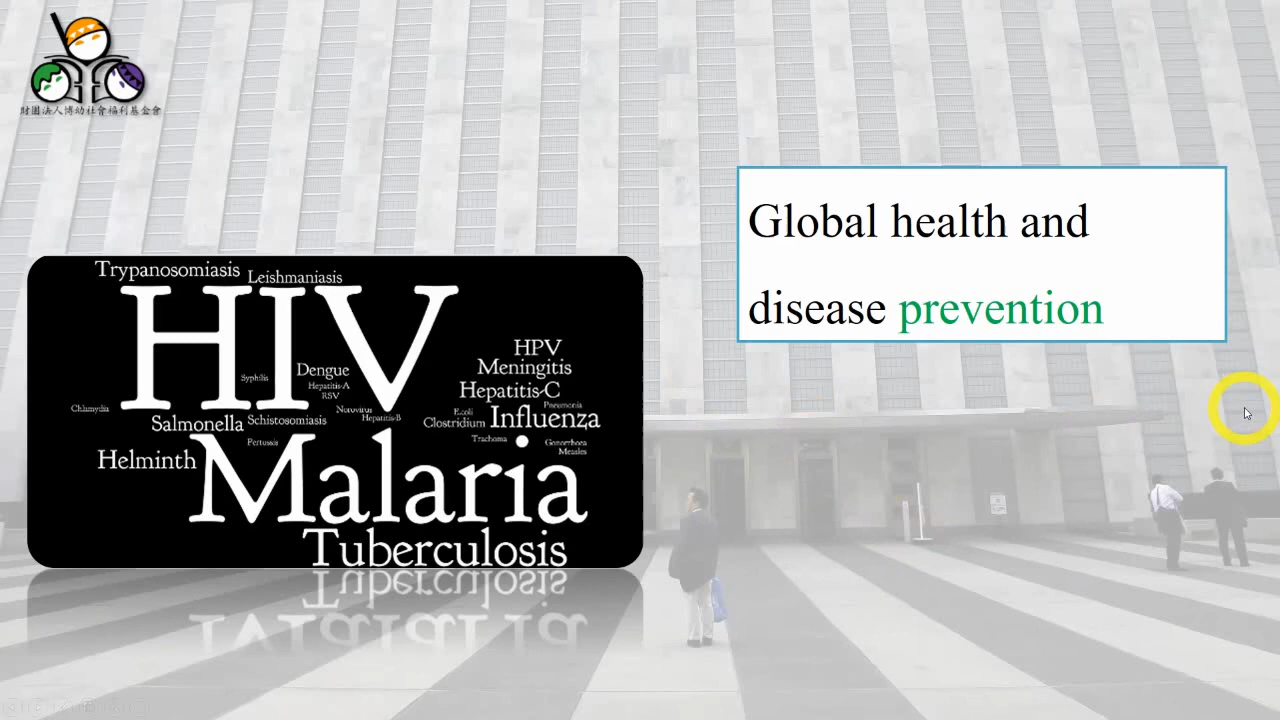 財團法人博幼社會福利基金會
Global health and
disease prevention
Trypanosomiasis
Leishmaniasis
HIV
Syphilis
Dengue
Hepatitis-A
RSV
HPV
Meningitis
Hepatitis-C
Pneumonia
Chlamydia
Norovirus
Hepatitis-B
E.coli
Salmonella
Schistosomiasis
Clostridium
Influenza
Pertussis
Trachoma
Gonorrhoea
Measles
Helminth
Malaria
Tuberculosis